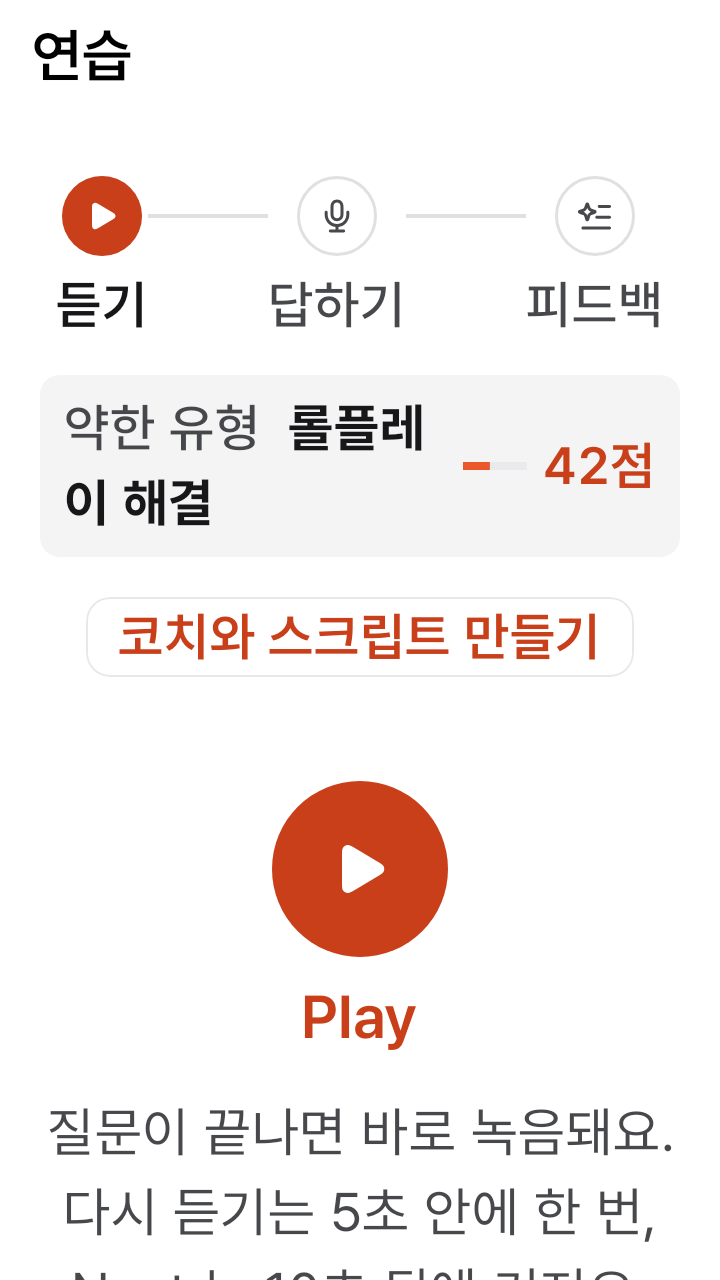 연습
듣기
답하기
피드백
약한 유형 롤플레
이 해결
42점
코치와 스크립트 만들기
Play
질문이 끝나면 바로 녹음돼요.
다시 듣기는 5초 안에 한 번,